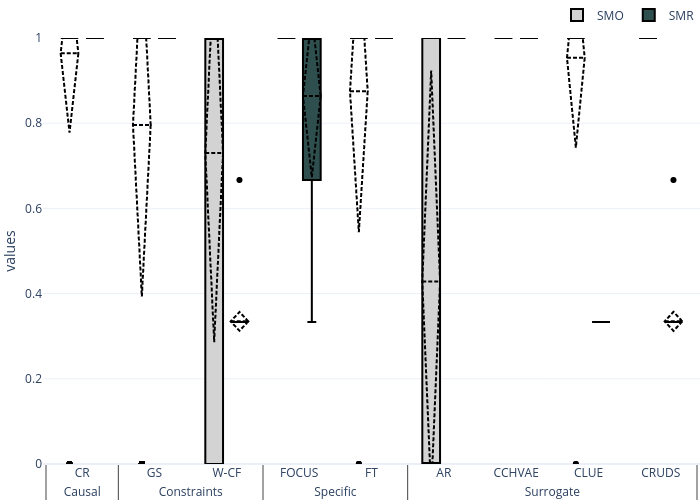 SMO SMR
1
0.8
0.6
0.4
0.2
0
values
CR GS W-CF FOCUS FT AR CCHVAE CLUE CRUDS
Causal Constraints Specific Surrogate